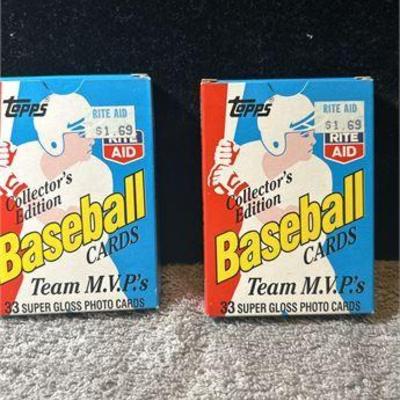 Topps
RITE AID
$1.69
RITE
AID
Collector's
Edition
Baseball
CARDS
Team M.V.P.'s
33 SUPER GLOSS PHOTO CARDS
Topps
RITE AID
$1.69
RITE
AID
Collector's
Edition
Baseball
CARDS
Team M.V.P.'s
33 SUPER GLOSS PHOTO CARDS